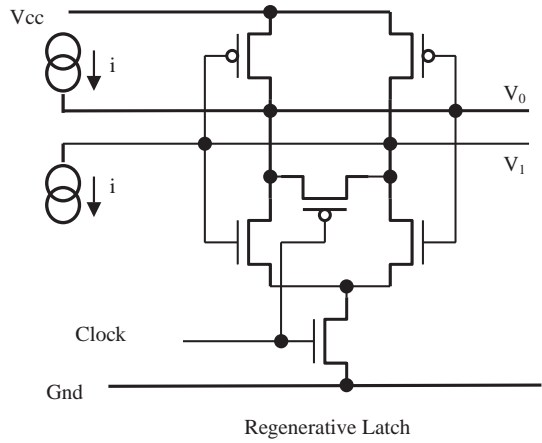 Vcc
i
V0
V1
i
Clock
Gnd
Regenerative Latch